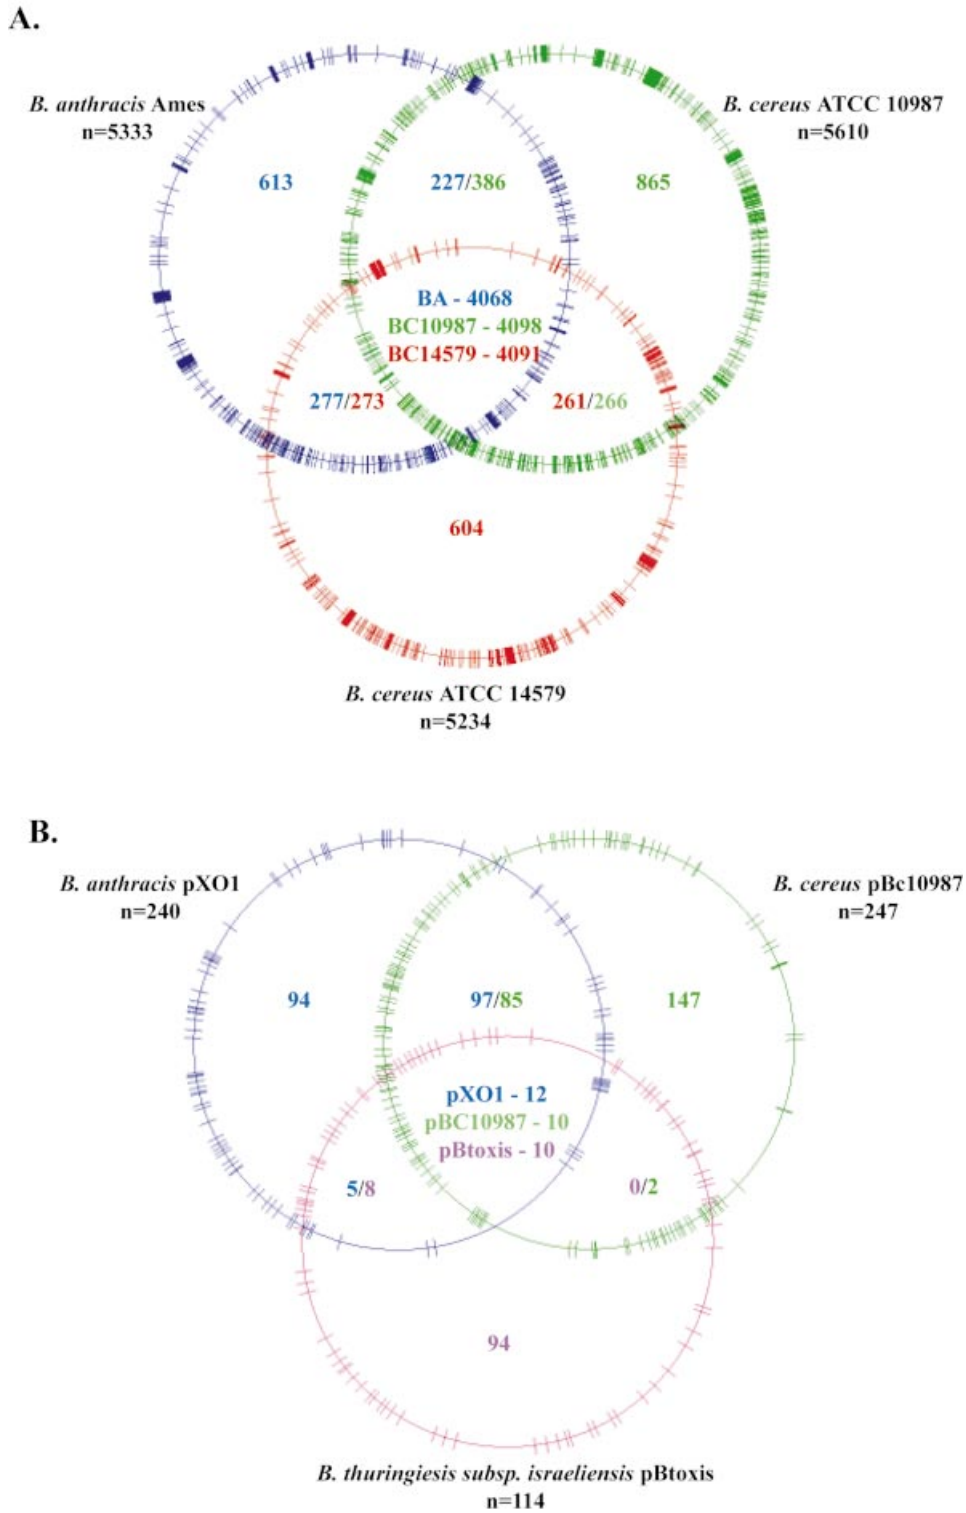 A.
B. anthracis Ames
n=5333
B. cereus ATCC 10987
n=5610
613
227/386
865
BA - 4068
BC10987 - 4098
BC14579 - 4091
277/273
261/266
604
B. cereus ATCC 14579
n=5234
B.
B. anthracis pXO1
n=240
B. cereus pBc10987
n=247
94
97/85
147
pXO1 - 12
pBC10987 - 10
pBtoxis - 10
5/8
0/2
94
B. thuringiesis subsp. israeliensis pBtoxis
n=114